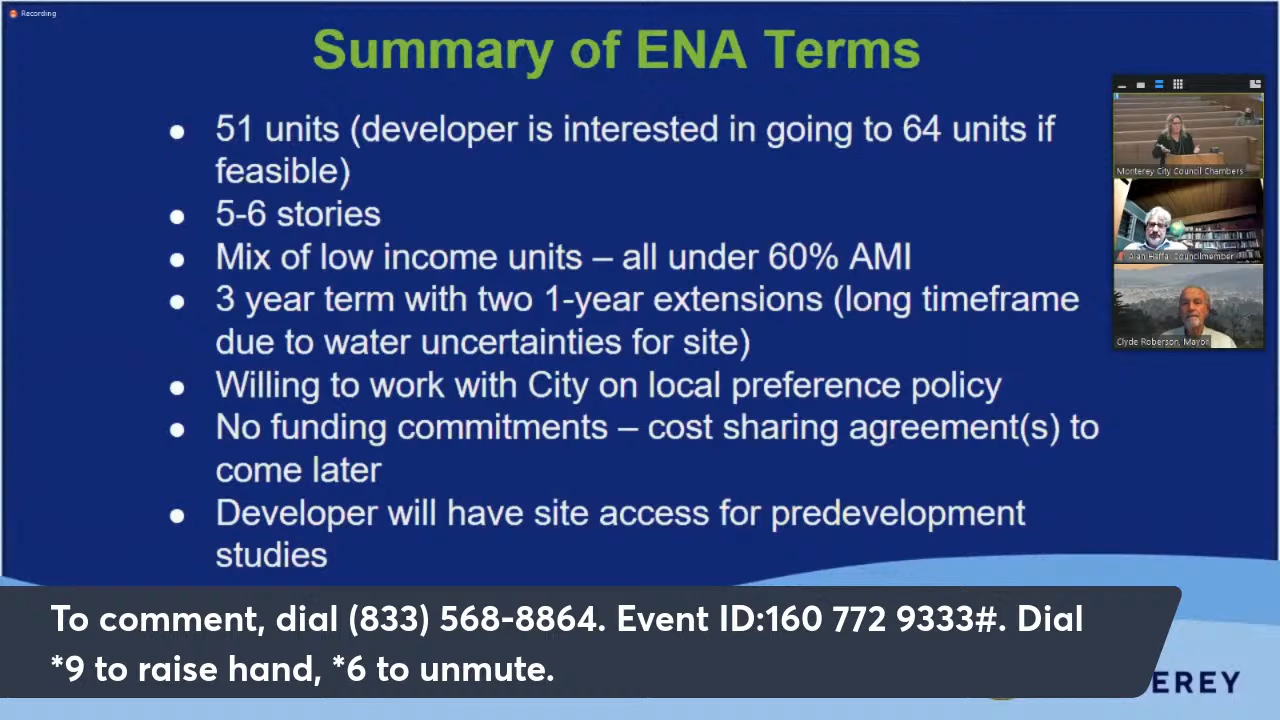 Recording
Summary of ENA Terms
● 51 units (developer is interested in going to 64 units if
feasible)
● 5-6 stories
● Mix of low income units – all under 60% AMI
● 3 year term with two 1-year extensions (long timeframe
due to water uncertainties for site)
● Willing to work with City on local preference policy
● No funding commitments – cost sharing agreement(s) to
come later
● Developer will have site access for predevelopment
studies
Monterey City Council Chambers
Alan Haffa, Councilmember
Clyde Roberson, Mayor
To comment, dial (833) 568-8864. Event ID:160 772 9333#. Dial
*9 to raise hand, *6 to unmute.
EREY